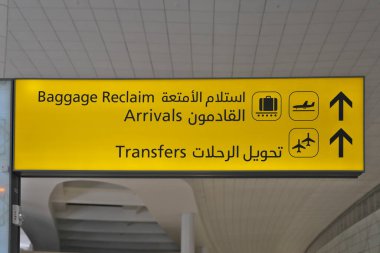 Baggage Reclaim استلام الأمتعة
Arrivals القادمون
Transfers تحويل الرحلات